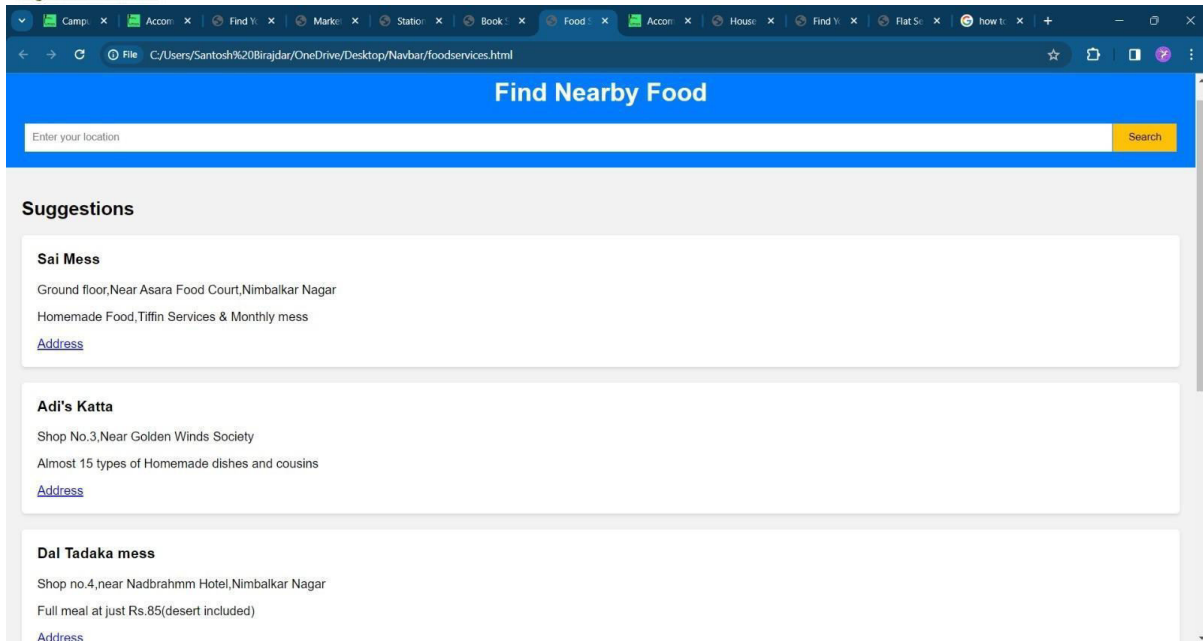 Campu
Accom
Find Yo
Market
Station
Book S
Food S
Accom
House
Find Yo
Flat Se
how to
File C:/Users/Santosh%20Birajdar/OneDrive/Desktop/Navbar/foodservices.html
Find Nearby Food
Enter your location
Search
Suggestions
Sai Mess
Ground floor,Near Asara Food Court,Nimbalkar Nagar
Homemade Food,Tiffin Services & Monthly mess
Address
Adi's Katta
Shop No.3,Near Golden Winds Society
Almost 15 types of Homemade dishes and cousins
Address
Dal Tadaka mess
Shop no.4,near Nadbrahmm Hotel,Nimbalkar Nagar
Full meal at just Rs.85(desert included)
Address